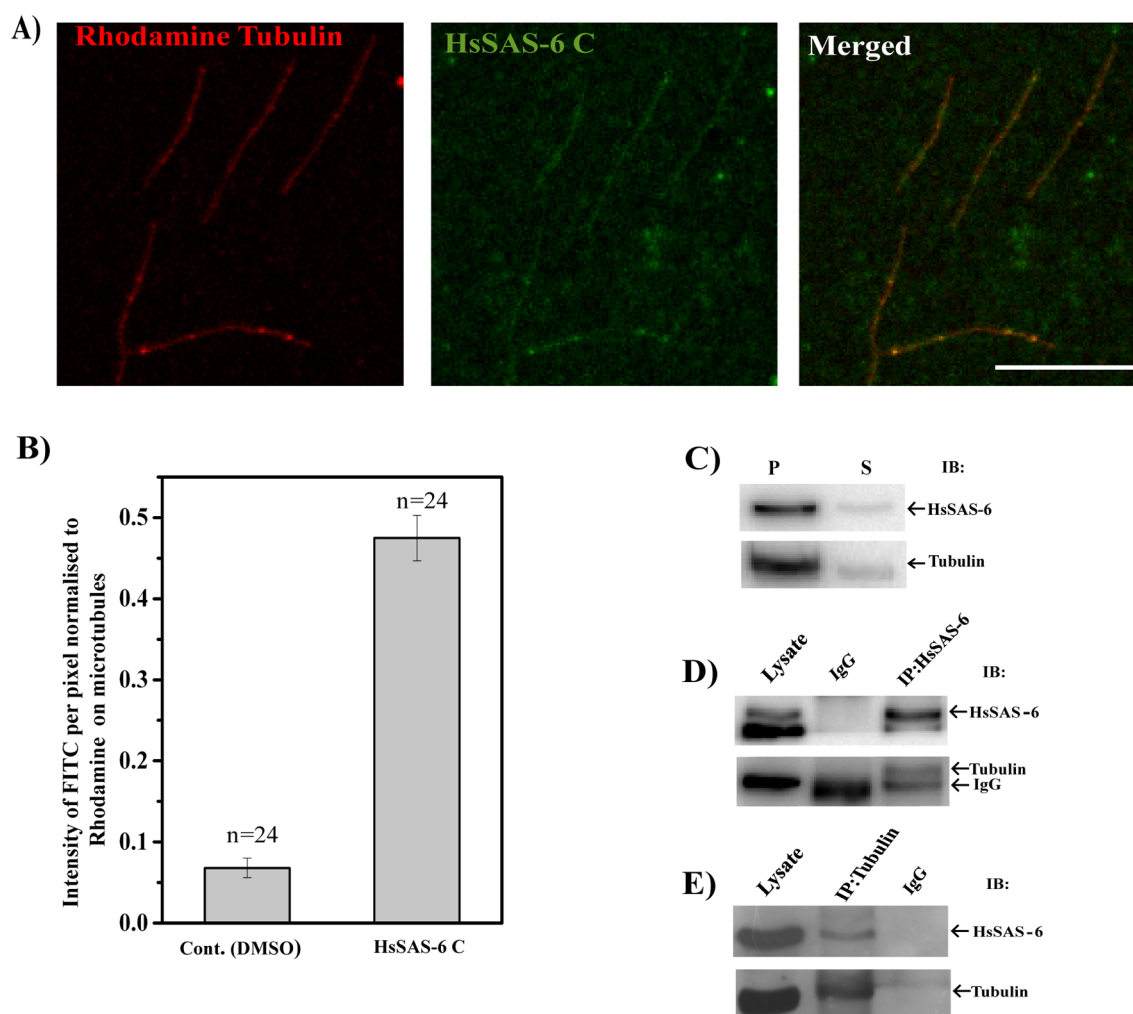 A)
Rhodamine Tubulin
HsSAS-6 C
Merged
B)
Intensity of FITC per pixel normalised to
Rhodamine on microtubules
0.5
0.4
0.3
0.2
0.1
0.0
n=24
n=24
Cont. (DMSO)
HsSAS-6 C
C)
P
S
IB:
HsSAS-6
Tubulin
D)
Lysate
IgG
IP:HsSAS-6
IB:
HsSAS-6
Tubulin
IgG
E)
Lysate
IP:Tubulin
IgG
IB:
HsSAS-6
Tubulin